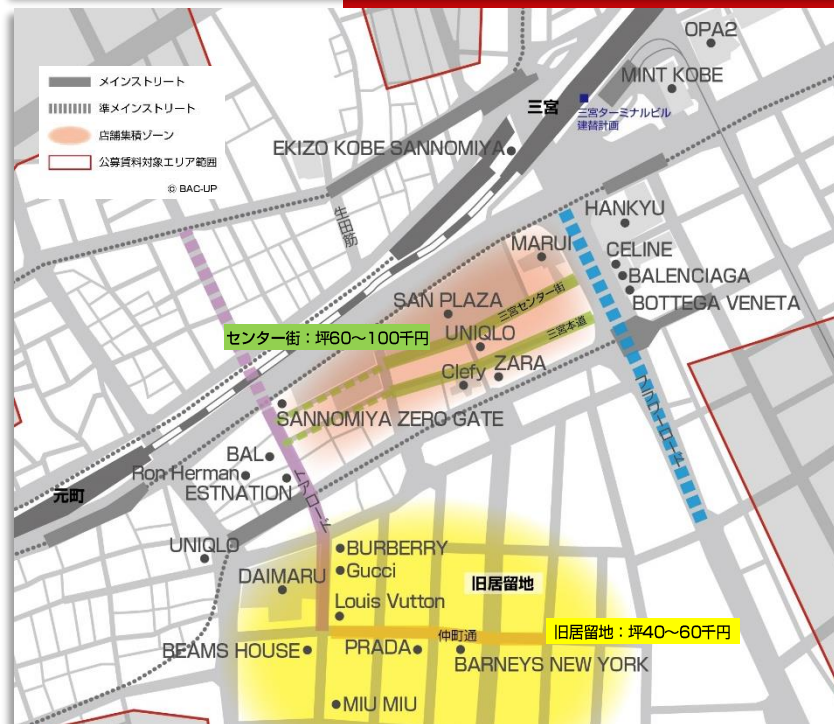 OPA2
メインストリート
MINT KOBE
準メインストリート
三宮
三宮ターミナルビル
建替計画
店舗集積ゾーン
EKIZO KOBE SANNOMIYA
公募賃料対象エリア範囲
© BAC-UP
生田筋
HANKYU
MARUI
CELINE
BALENCIAGA
三宮センター街
SAN PLAZA
BOTTEGA VENETA
センター街：坪60～100千円
UNIQLO
三宮本道
Clefy
ZARA
SANNOMIYA ZERO GATE
フラワーロード
BAL
Ron Herman
ESTNATION
トアロード
元町
UNIQLO
BURBERRY
Gucci
DAIMARU
旧居留地
Louis Vutton
仲町通
旧居留地：坪40～60千円
BEAMS HOUSE
PRADA
BARNEYS NEW YORK
MIU MIU